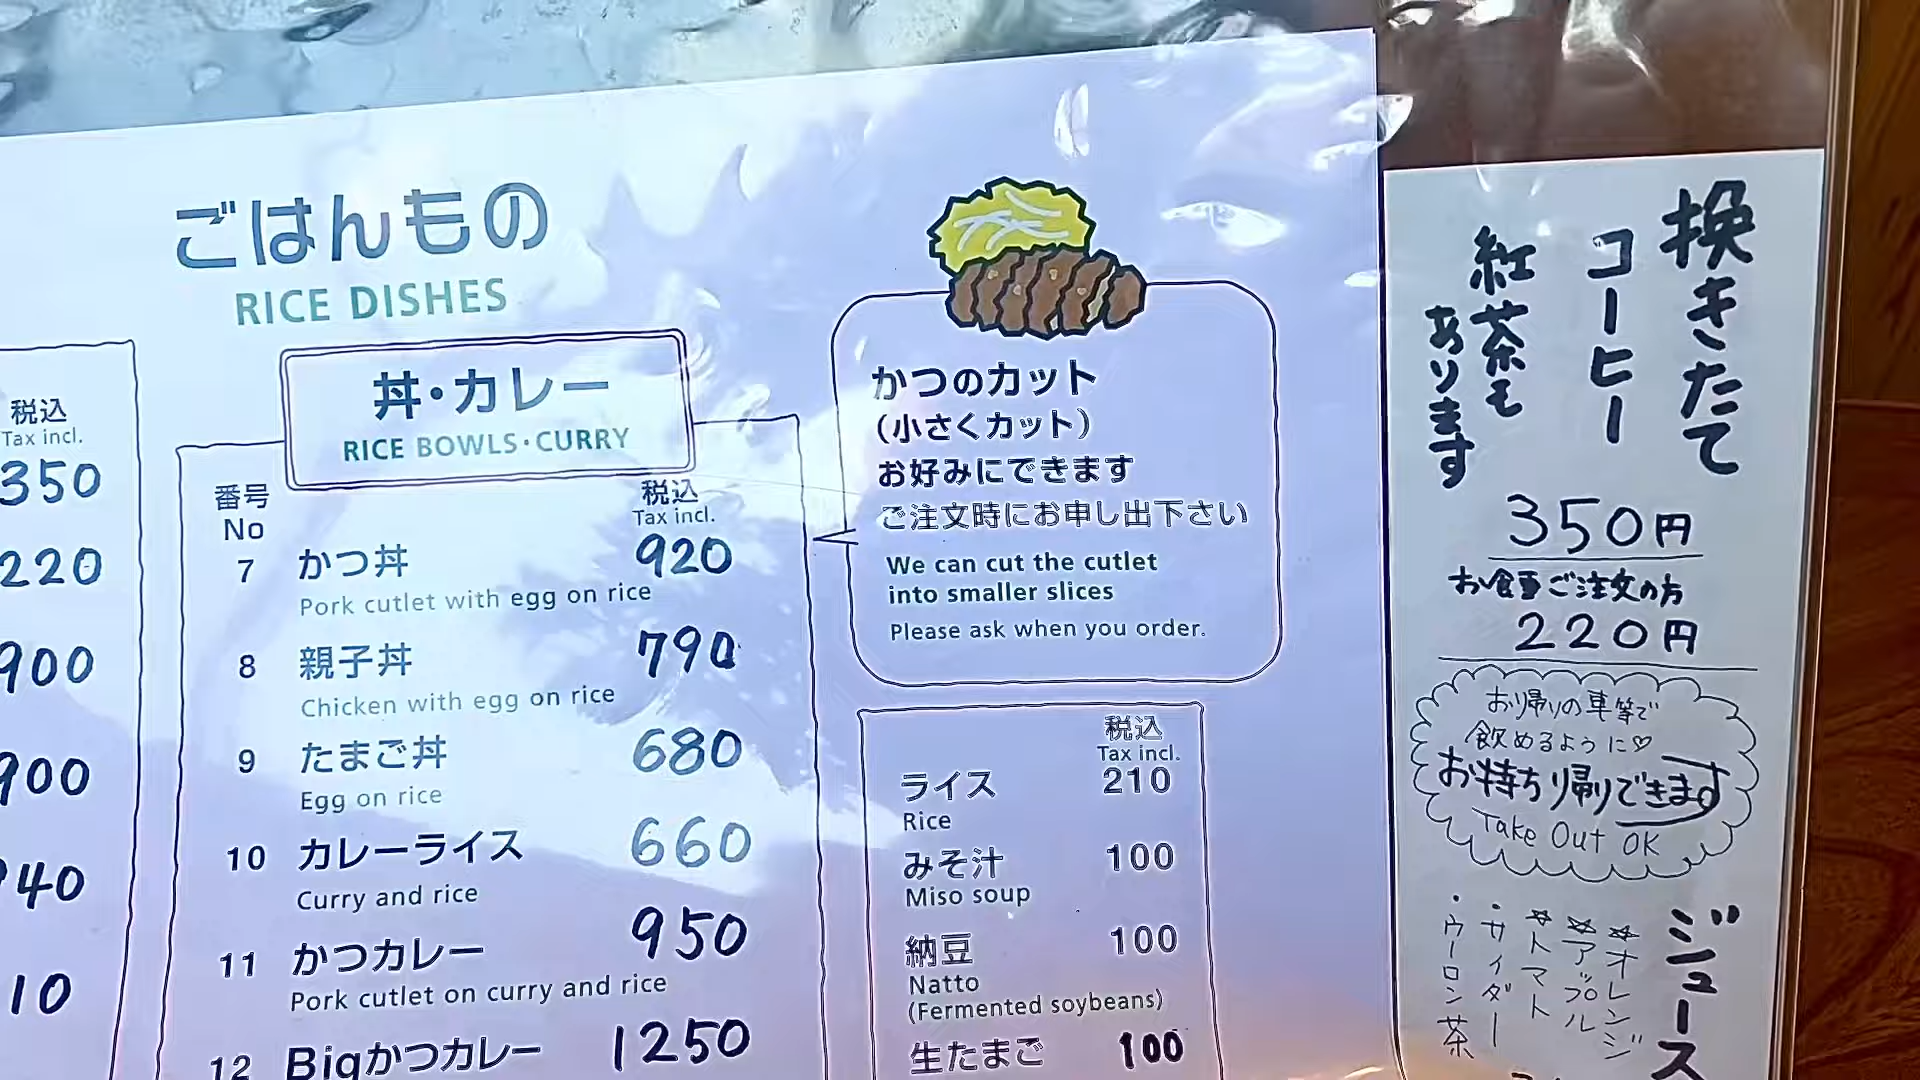 ごはんもの
RICE DISHES
税込
Tax incl.
350
220
900
900
40
10
丼・カレー
RICE BOWLS・CURRY
番号
No
税込
Tax incl.
7 かつ丼 920
Pork cutlet with egg on rice
8 親子丼 790
Chicken with egg on rice
9 たまご丼 680
Egg on rice
10 カレーライス 660
Curry and rice
11 かつカレー 950
Pork cutlet on curry and rice
12 Bigかつカレー 1250
かつのカット
(小さくカット)
お好みにできます
ご注文時にお申し出下さい
We can cut the cutlet
into smaller slices
Please ask when you order.
税込
Tax incl.
ライス 210
Rice
みそ汁 100
Miso soup
納豆 100
Natto
(Fermented soybeans)
生たまご 100
換きたて
コーヒー
紅茶も
あります
350円
お食事ご注文の方
220円
お帰りの車等で
飲めるように♡
お持ち帰りできます
Take Out OK
ジュース
☆オレンジ
☆アップル
☆トマト
・サイダー
・ウーロン茶